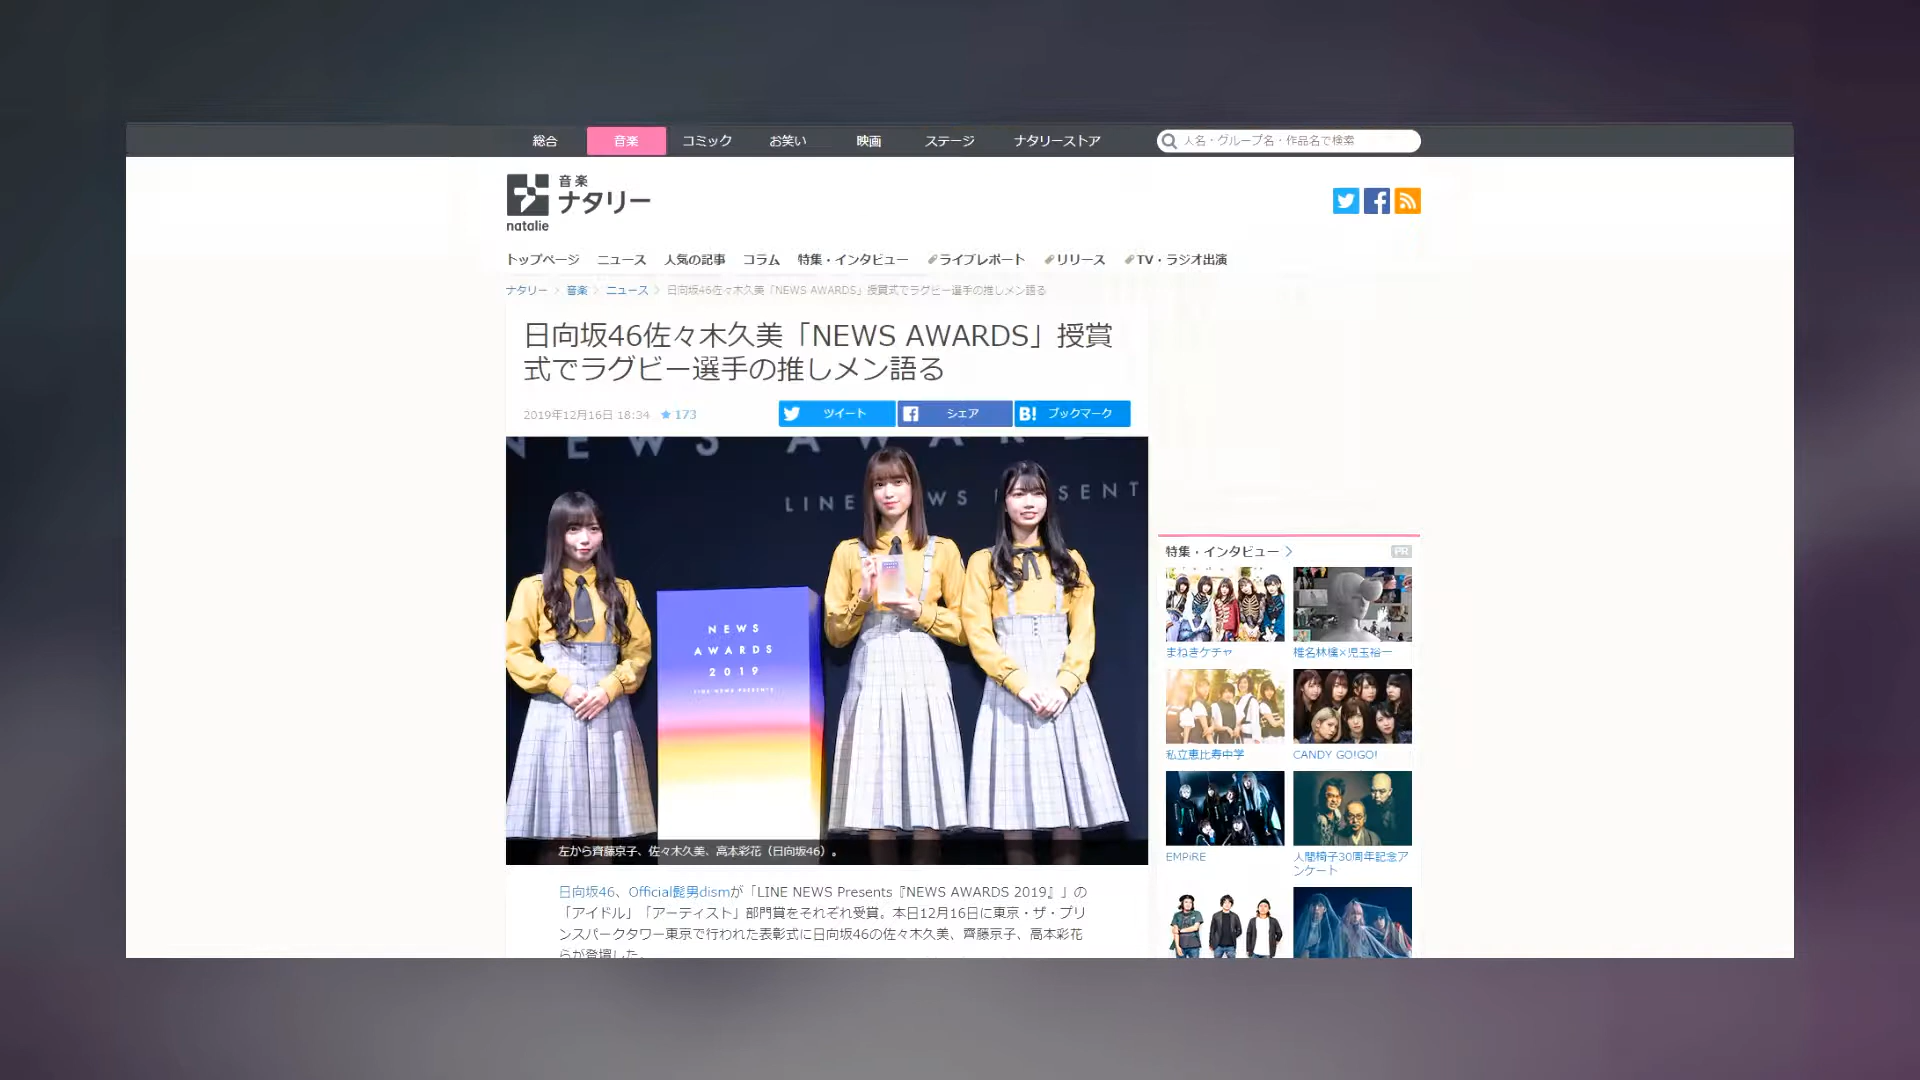 総合 音楽 コミック お笑い 映画 ステージ ナタリーストア 人名・グループ名・作品名で検索
音楽
ナタリー
natalie
トップページ ニュース 人気の記事 コラム 特集・インタビュー ライブレポート リリース TV・ラジオ出演
ナタリー > 音楽 > ニュース > 日向坂46佐々木久美「NEWS AWARDS」授賞式でラグビー選手の推しメン語る
日向坂46佐々木久美「NEWS AWARDS」授賞
式でラグビー選手の推しメン語る
2019年12月16日 18:34 ★ 173 ツイート シェア B! ブックマーク
NEWS AWARD
LINE NEWS PRESENT
NEWS
AWARDS
2019
LINE NEWS PRESENTS
左から齊藤京子、佐々木久美、高本彩花（日向坂46）。
日向坂46、Official髭男dismが「LINE NEWS Presents『NEWS AWARDS 2019』」の
「アイドル」「アーティスト」部門賞をそれぞれ受賞。本日12月16日に東京・ザ・プリ
ンスパークタワー東京で行われた表彰式に日向坂46の佐々木久美、齊藤京子、高本彩花
らが登壇した。
特集・インタビュー > PR
まねきケチャ 椎名林檎×児玉裕一
私立恵比寿中学 CANDY GO!GO!
EMPiRE 人間椅子30周年記念ア
ンケート